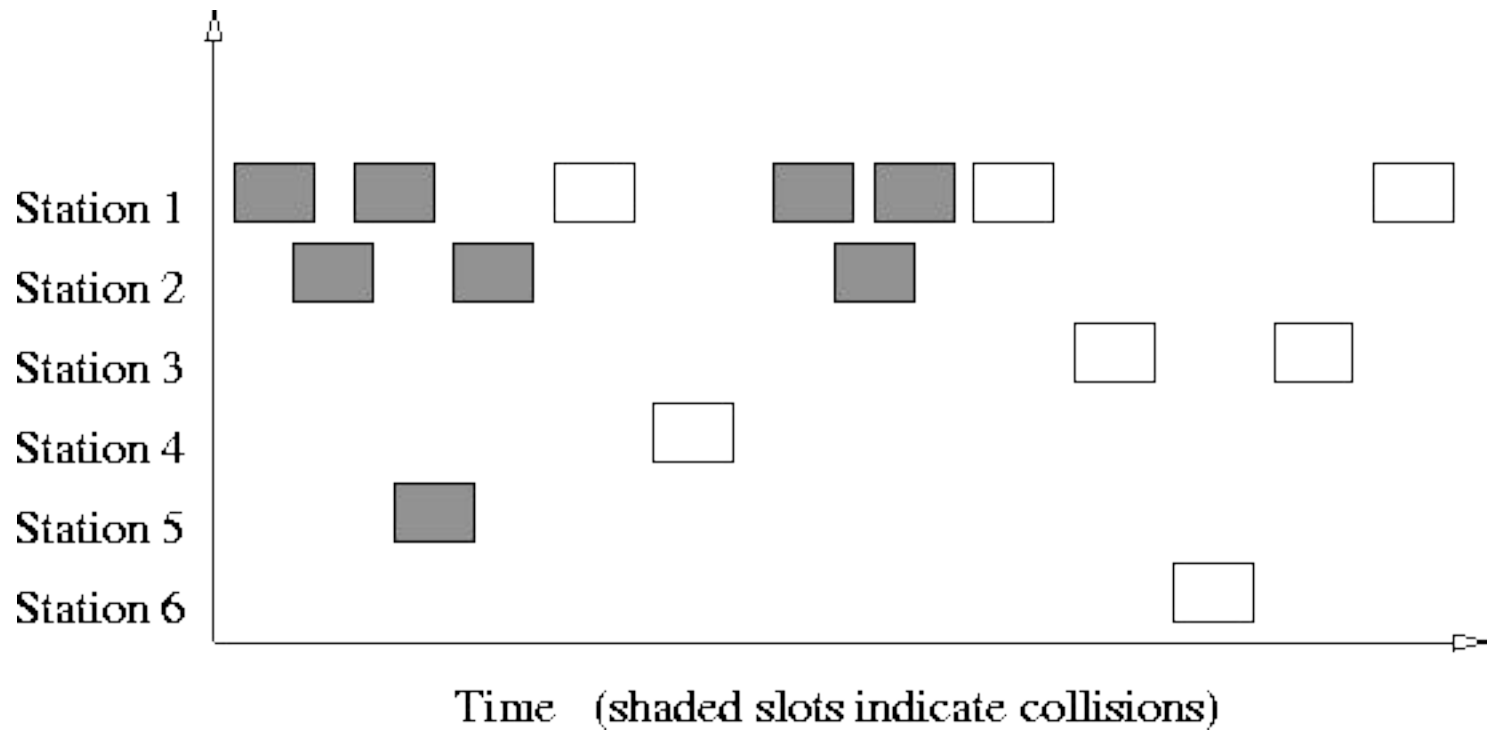 Station 1
Station 2
Station 3
Station 4
Station 5
Station 6
Time (shaded slots indicate collisions)